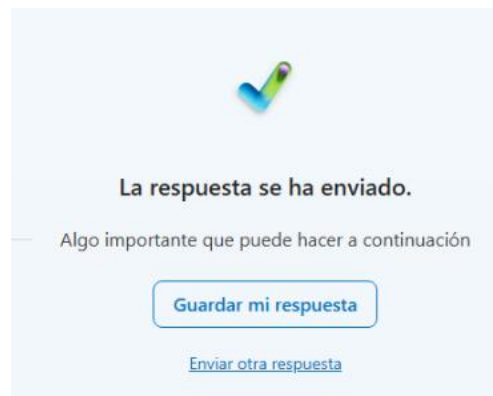 La respuesta se ha enviado.
Algo importante que puede hacer a continuación
Guardar mi respuesta
Enviar otra respuesta